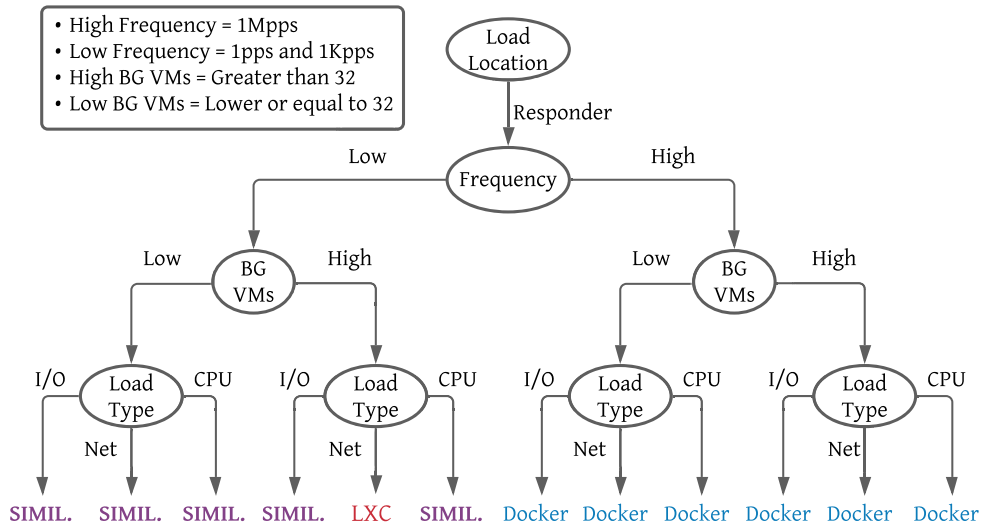 • High Frequency = 1Mpps
• Low Frequency = 1pps and 1Kpps
• High BG VMs = Greater than 32
• Low BG VMs = Lower or equal to 32
Load
Location
Responder
Low
High
Frequency
Low
BG
VMs
High
Low
BG
VMs
High
I/O
Load
Type
CPU
Net
I/O
Load
Type
CPU
Net
I/O
Load
Type
CPU
Net
I/O
Load
Type
CPU
Net
SIMIL. SIMIL. SIMIL. SIMIL. LXC SIMIL. Docker Docker Docker Docker Docker Docker